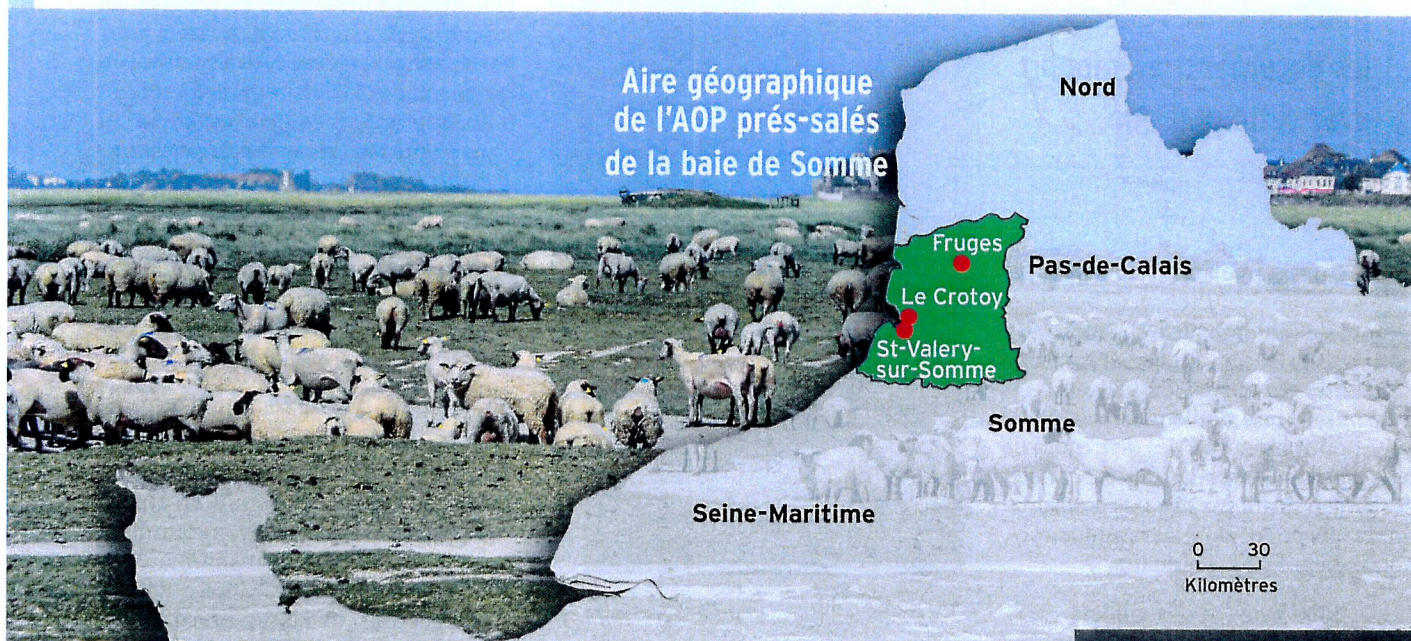 Aire géographique
de l'AOP prés-salés
de la baie de Somme
Nord
Fruges
Pas-de-Calais
Le Crotoy
St-Valery-
sur-Somme
Somme
Seine-Maritime
0 30
Kilomètres